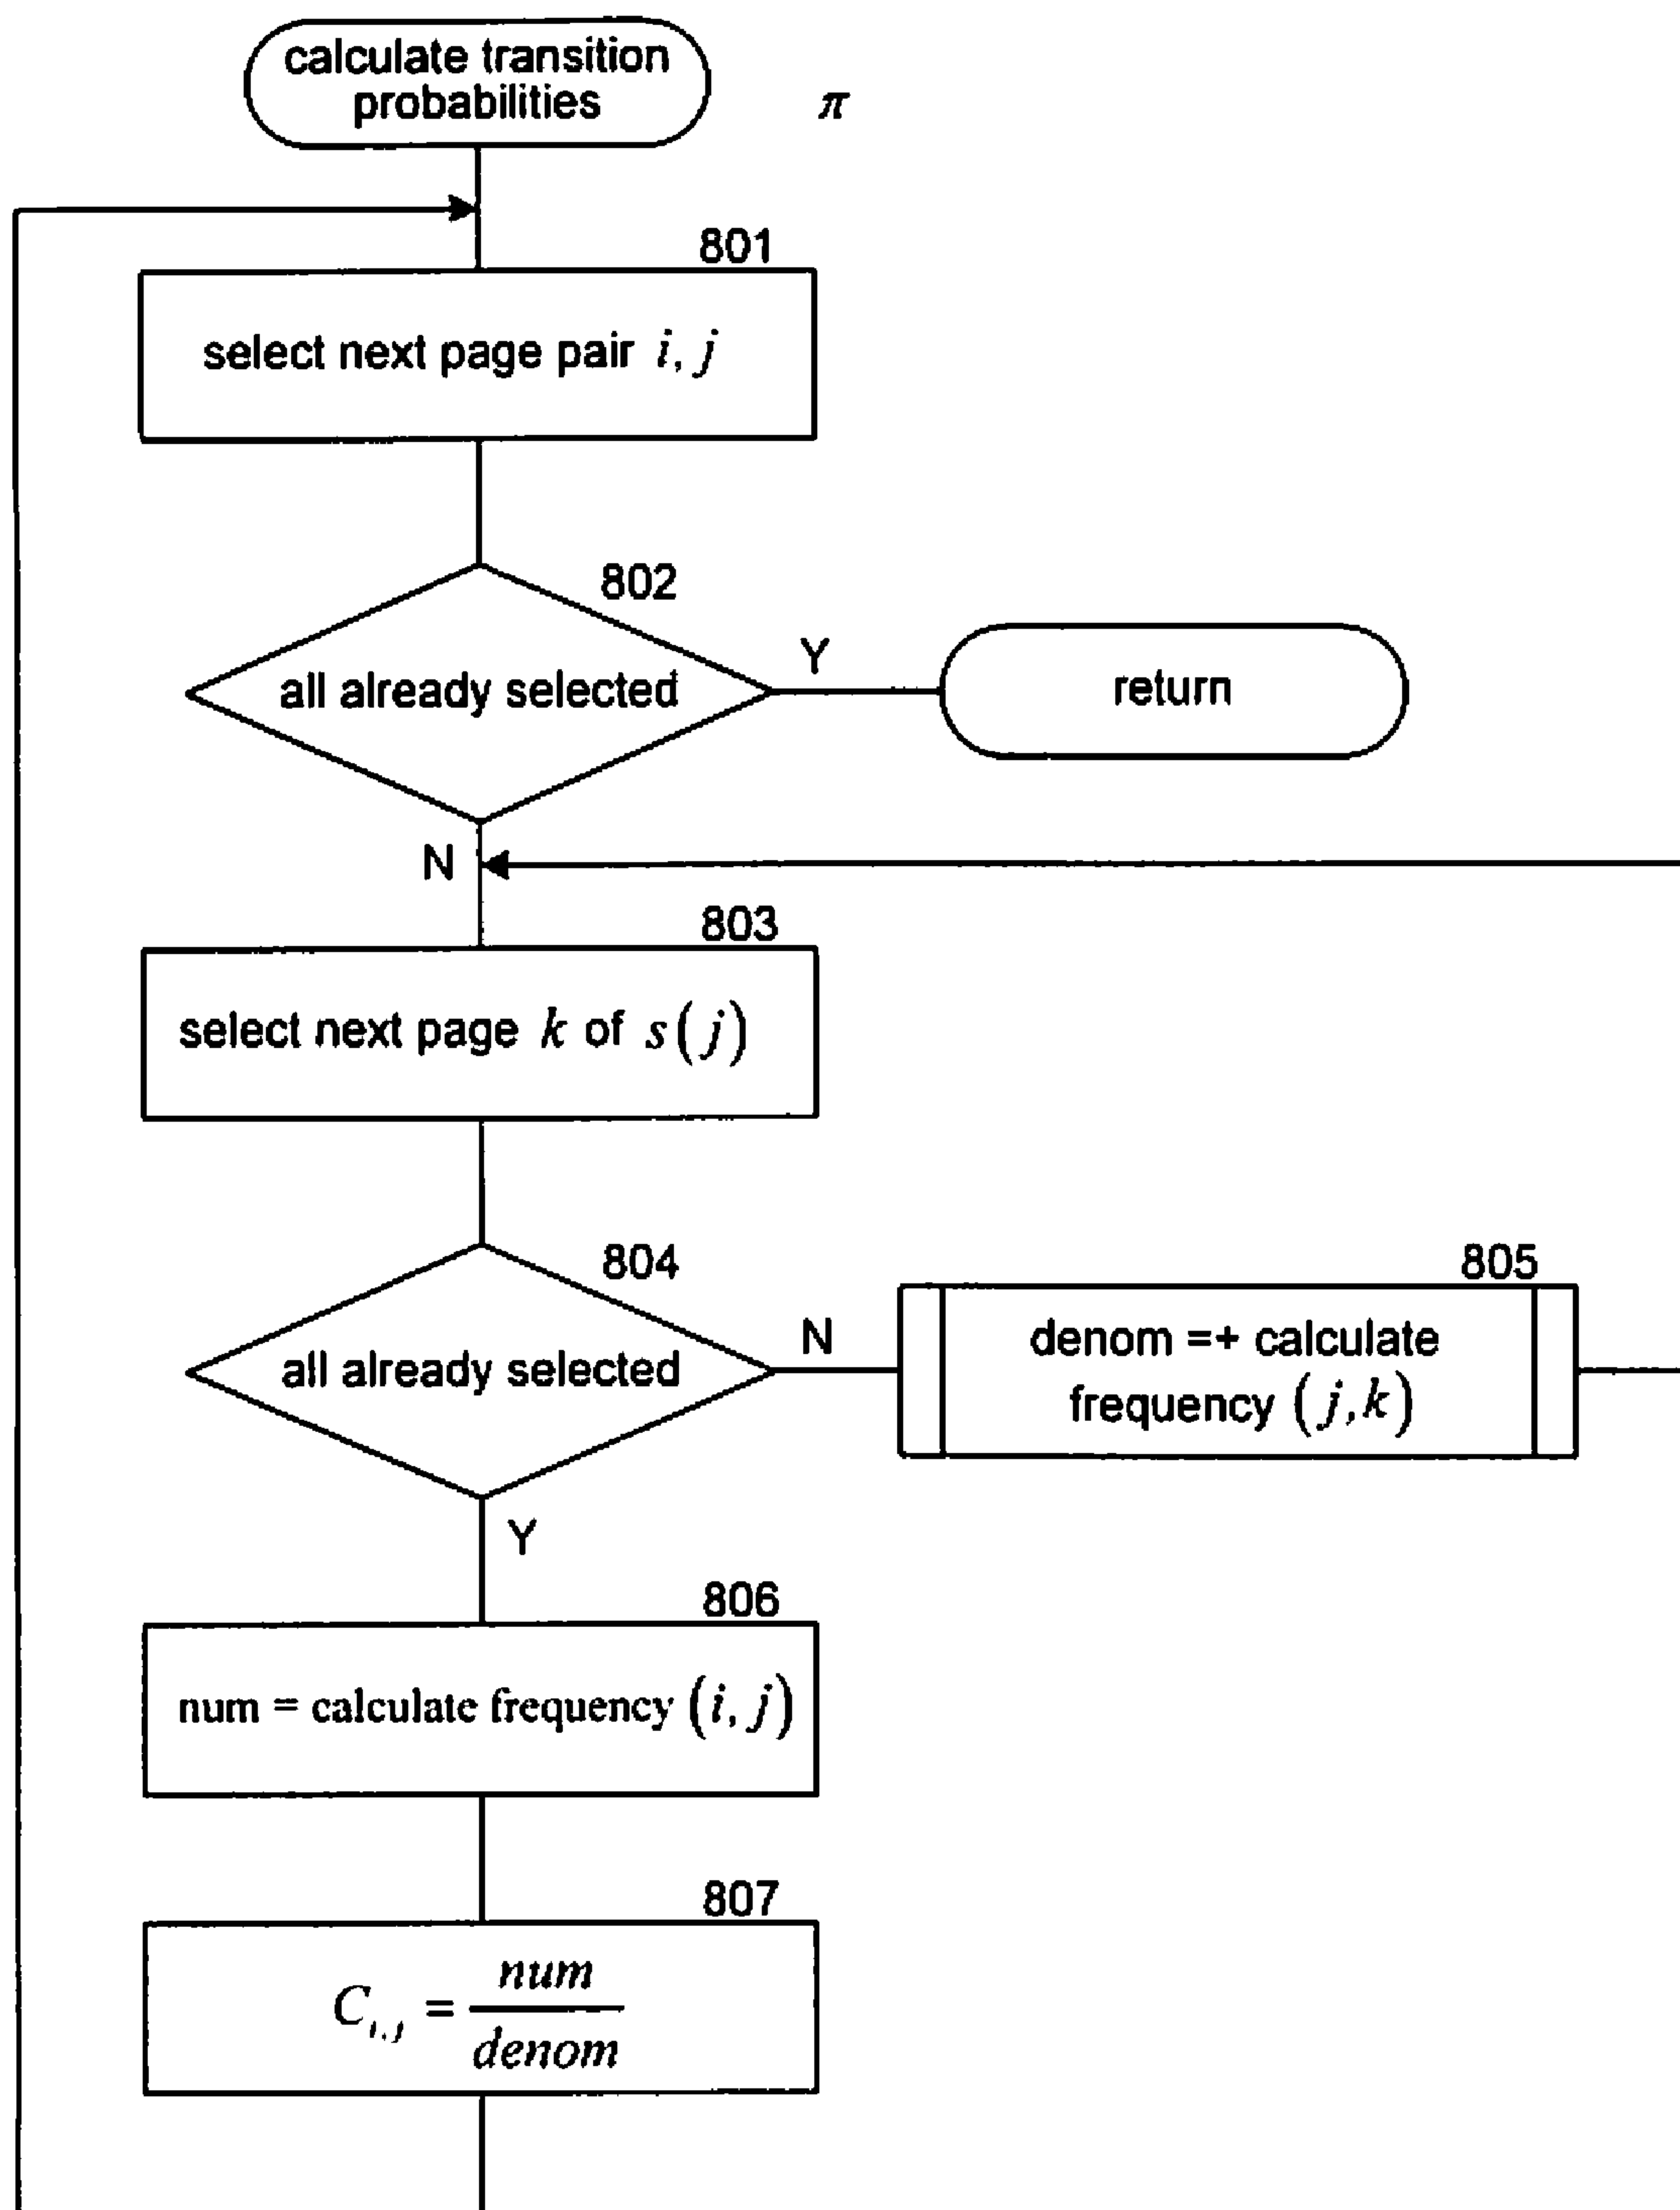 calculate transition
probabilities
π
801
select next page pair i, j
802
all already selected
Y
return
N
803
select next page k of s(j)
804
all already selected
N
805
denom =+ calculate
frequency (j,k)
Y
806
num = calculate frequency (i, j)
807
C i,j = num
denom